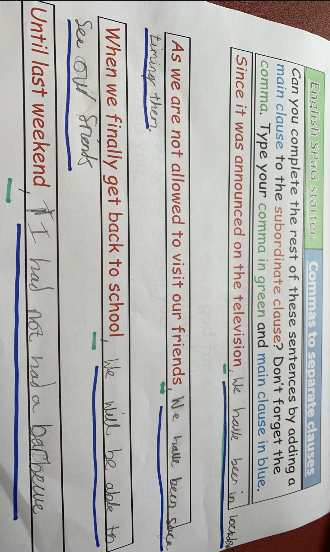 English SPaG starter
Commas to separate clauses
Can you complete the rest of these sentences by adding a
main clause to the subordinate clause? Don't forget the
comma. Type your comma in green and main clause in blue.
Since it was announced on the television, We have been in
As we are not allowed to visit our friends, We have been
timing them
When we finally get back to school, We will be able to
See our friends
Until last weekend, I had not had a barbecue